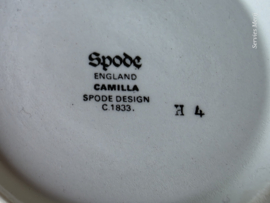 Spode
ENGLAND
CAMILLA
SPODE DESIGN
C.1833.
H 4